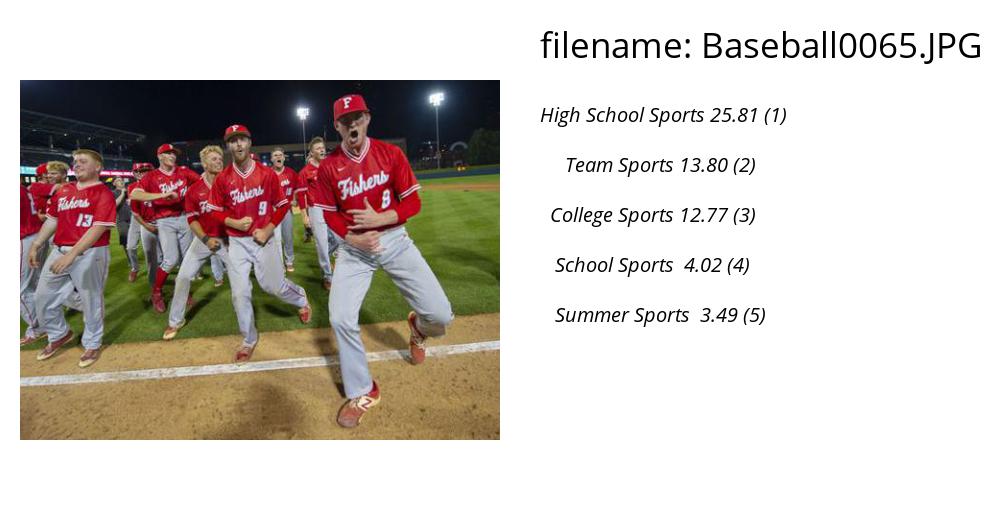 filename: Baseball0065.JPG
High School Sports 25.81 (1)
Team Sports 13.80 (2)
College Sports 12.77 (3)
School Sports 4.02 (4)
Summer Sports 3.49 (5)
F
F
Fishers
13
Fishers
9
Fishers
8